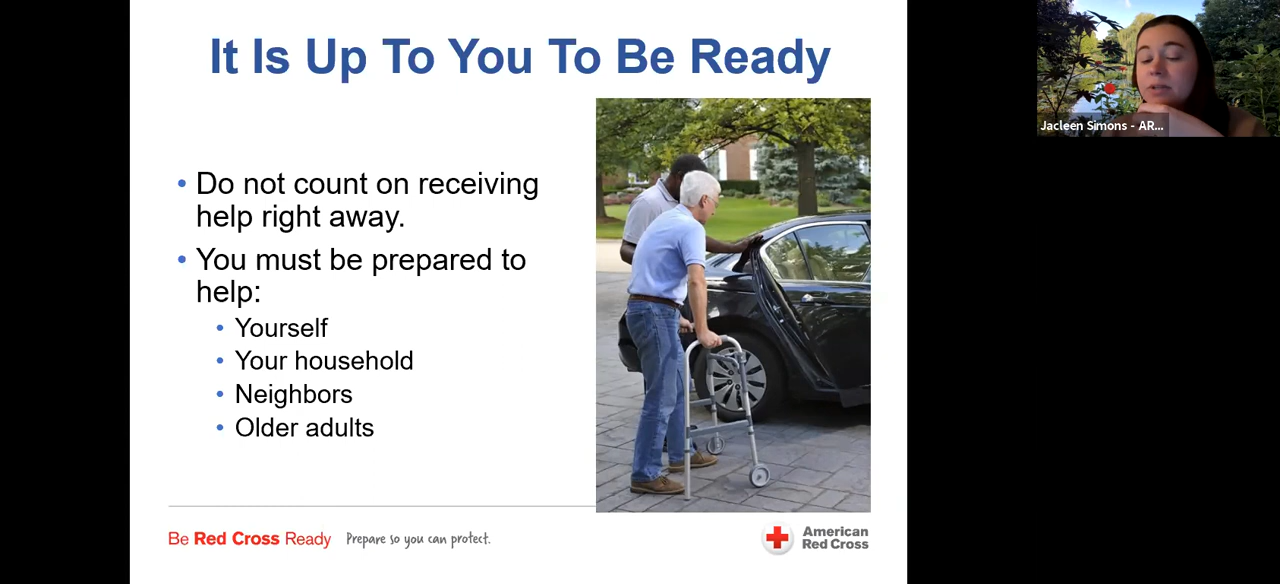 It Is Up To You To Be Ready
• Do not count on receiving
help right away.
• You must be prepared to
help:
• Yourself
• Your household
• Neighbors
• Older adults
Be Red Cross Ready Prepare so you can protect.
American
Red Cross
Jacleen Simons - AR...